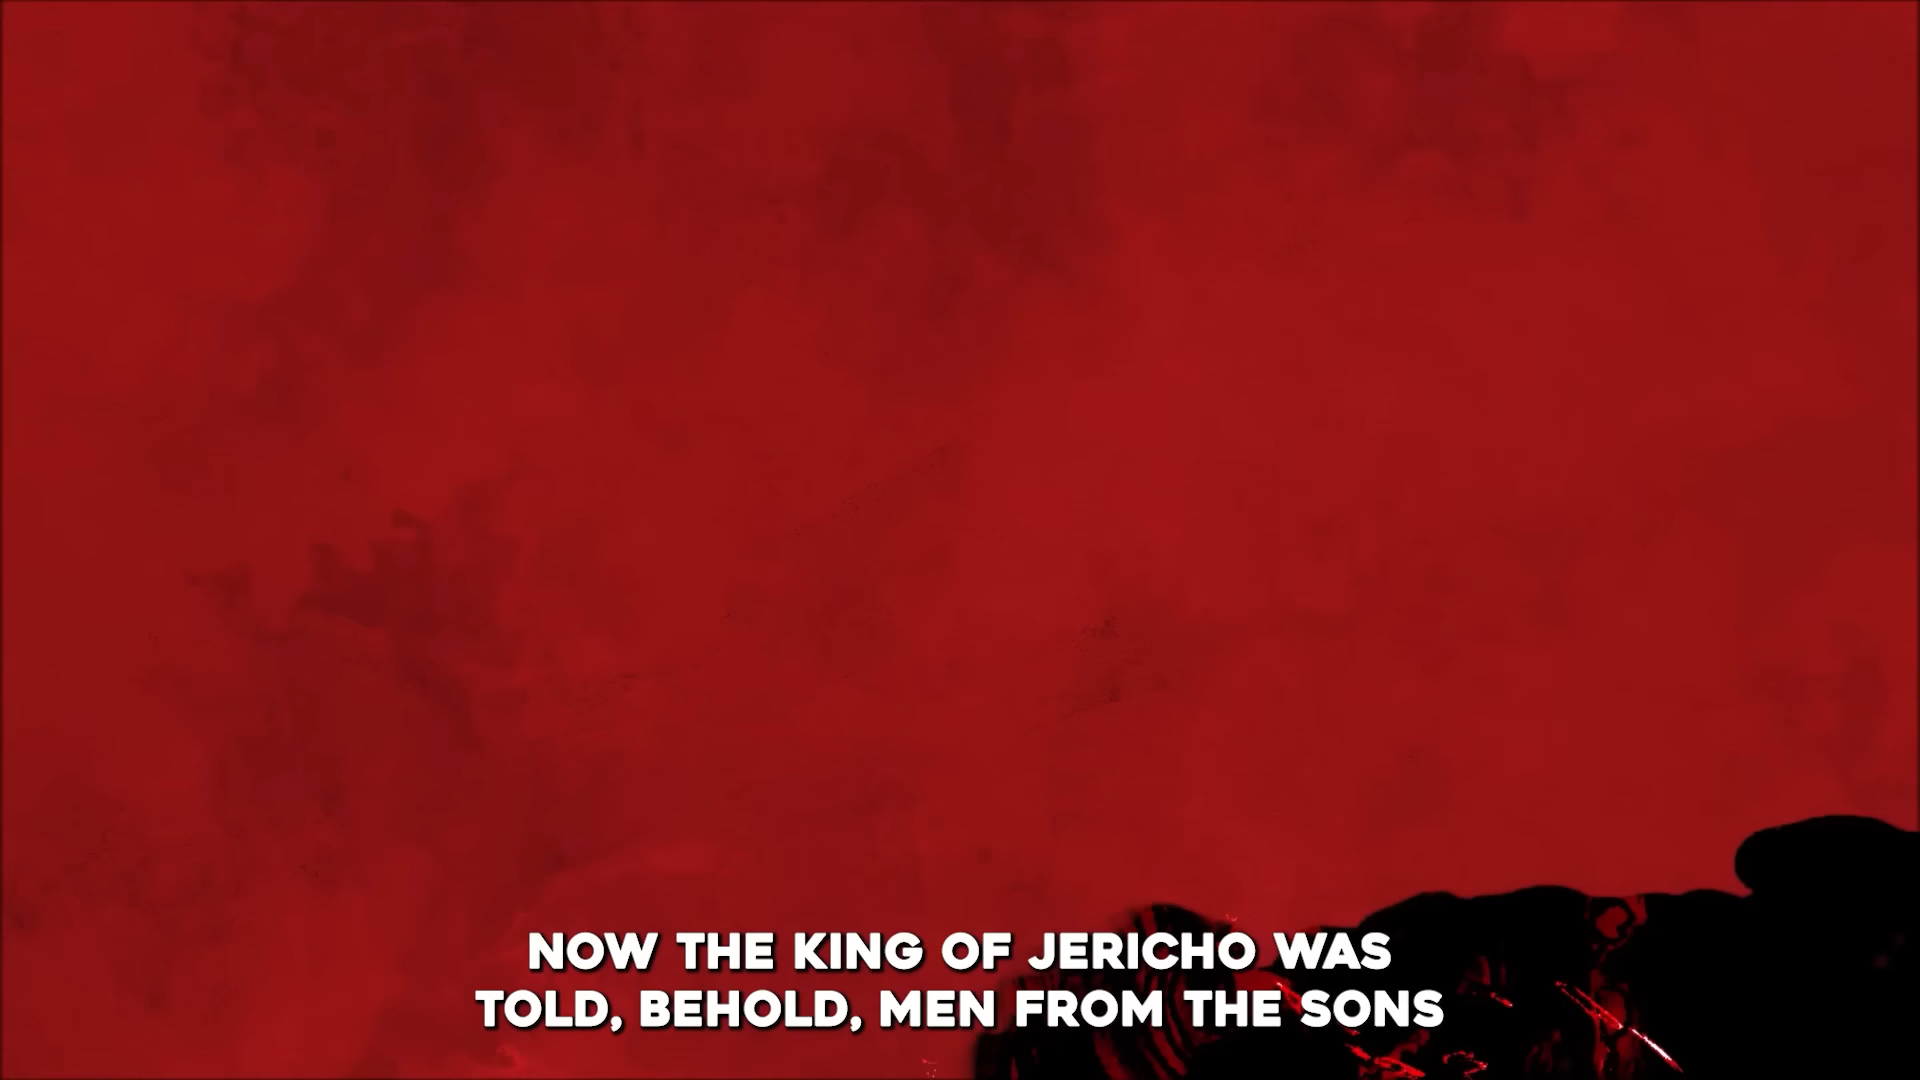 NOW THE KING OF JERICHO WAS
TOLD, BEHOLD, MEN FROM THE SONS